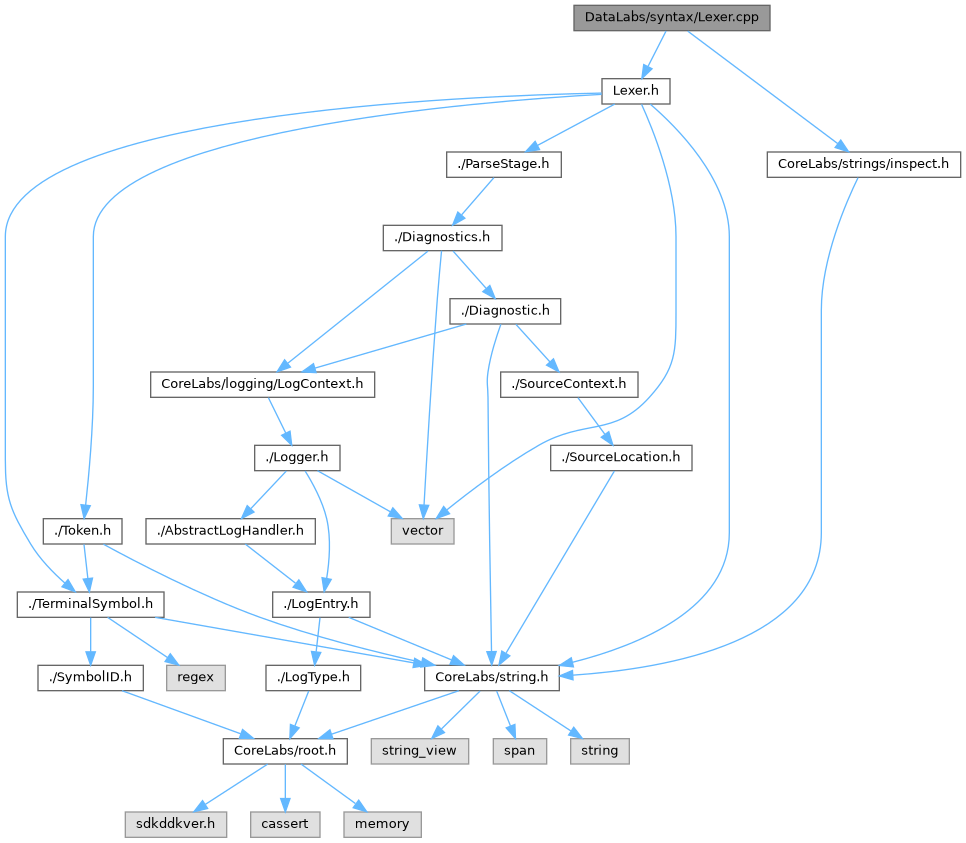 DataLabs/syntax/Lexer.cpp
Lexer.h
./ParseStage.h
CoreLabs/strings/inspect.h
./Diagnostics.h
./Diagnostic.h
CoreLabs/logging/LogContext.h
./SourceContext.h
./Logger.h
./SourceLocation.h
./Token.h
./AbstractLogHandler.h
vector
./TerminalSymbol.h
./LogEntry.h
./SymbolID.h
regex
./LogType.h
CoreLabs/string.h
CoreLabs/root.h
string_view
span
string
sdkddkver.h
cassert
memory